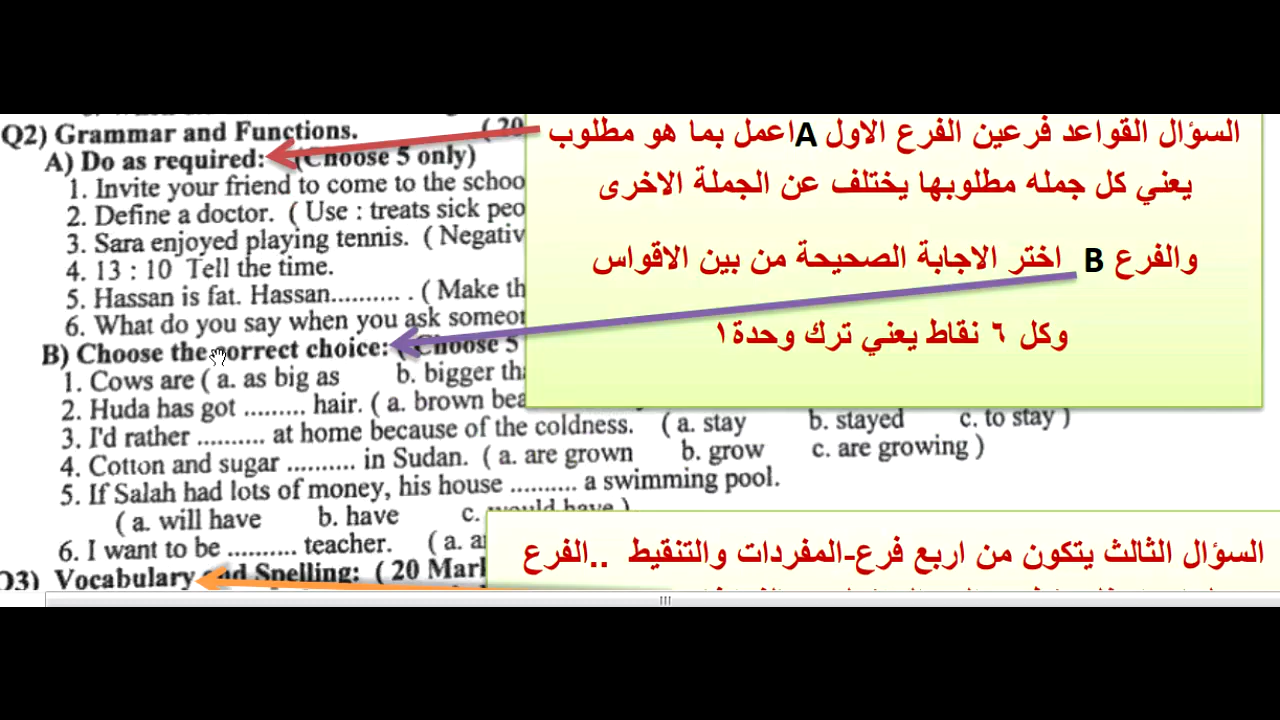 Q2) Grammar and Functions. (20
A) Do as required: (Choose 5 only)
1. Invite your friend to come to the
2. Define a doctor. ( Use : treats sick
3. Sara enjoyed playing tennis. (
4. 13 : 10 Tell the time.
5. Hassan is fat. Hassan.......... . ( Make
6. What do you say when you ask
B) Choose the correct choice: ( Choose 5
1. Cows are ( a. as big as b. bigger
2. Huda has got ......... hair. ( a. brown
3. I'd rather .......... at home because of the coldness. ( a. stay b. stayed c. to stay )
4. Cotton and sugar .......... in Sudan. ( a. are grown b. grow c. are growing )
5. If Salah had lots of money, his house .......... a swimming pool.
( a. will have b. have c. would have )
6. I want to be .......... teacher. ( a.
Q3) Vocabulary and Spelling: ( 20
السؤال القواعد فرعين الفرع الاول A اعمل بما هو مطلوب
يعني كل جمله مطلوبها يختلف عن الجملة الاخرى
والفرع B اختر الاجابة الصحيحة من بين الاقواس
وكل ٦ نقاط يعني ترك وحدة١
السؤال الثالث يتكون من اربع فرع-المفردات والتنقيط ..الفرع